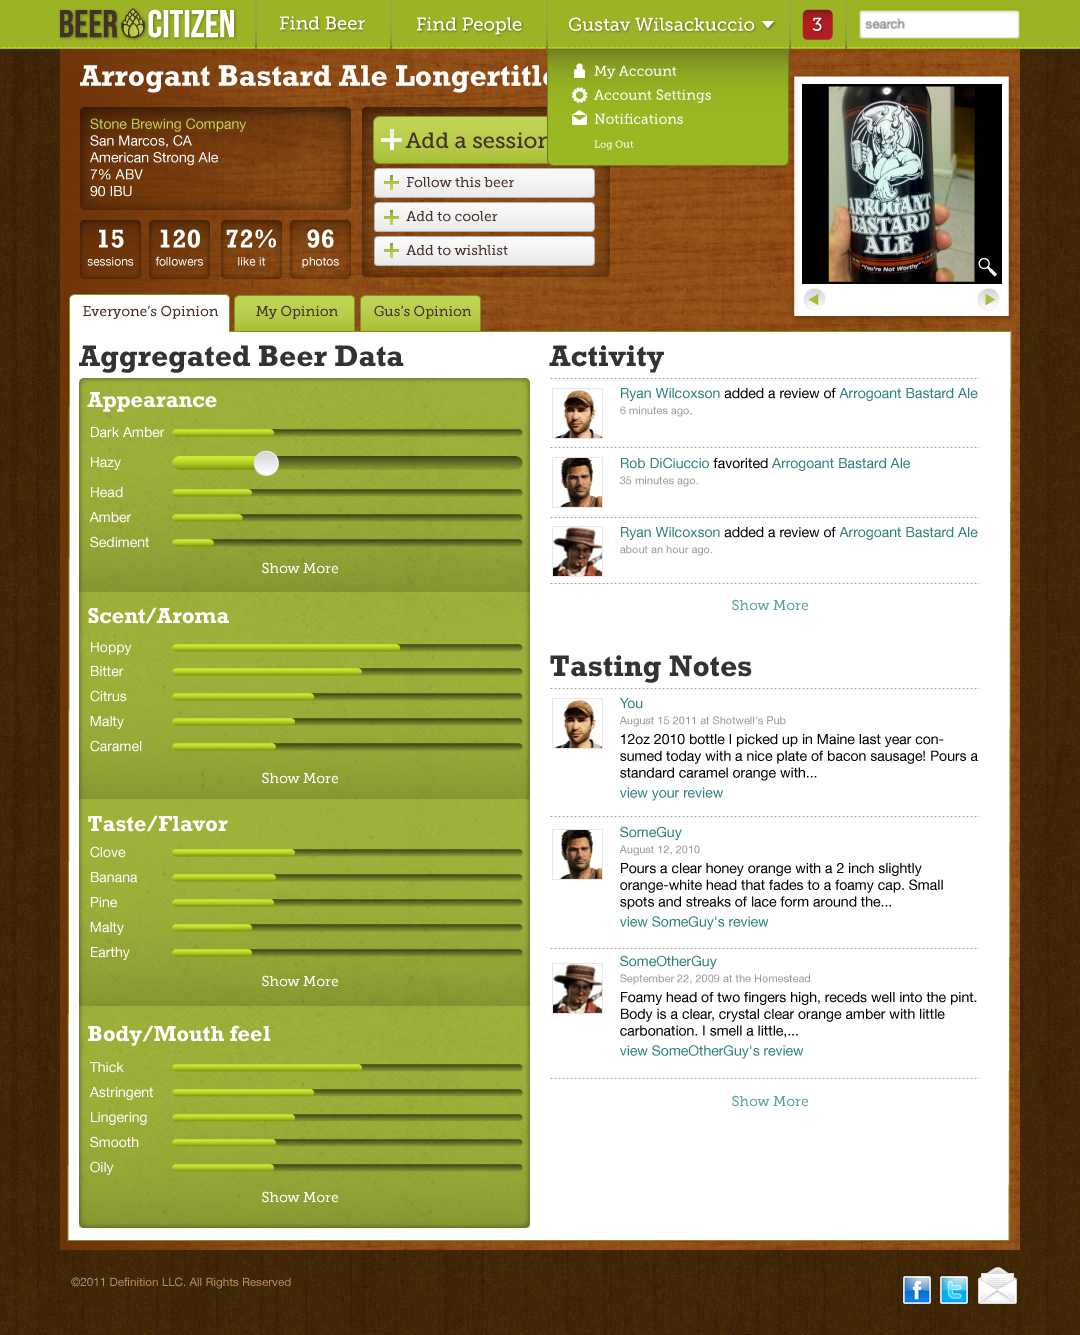 BEER CITIZEN
Find Beer
Find People
Gustav Wilsackuccio
3
search
My Account
Account Settings
Notifications
Log Out
Arrogant Bastard Ale Longertitle
Stone Brewing Company
San Marcos, CA
American Strong Ale
7% ABV
90 IBU
15
sessions
120
followers
72%
like it
96
photos
Add a session
Follow this beer
Add to cooler
Add to wishlist
ARROGANT
BASTARD
ALE
"You're Not Worthy"
Everyone's Opinion
My Opinion
Gus's Opinion
Aggregated Beer Data
Appearance
Dark Amber
Hazy
Head
Amber
Sediment
Show More
Scent/Aroma
Hoppy
Bitter
Citrus
Malty
Caramel
Show More
Taste/Flavor
Clove
Banana
Pine
Malty
Earthy
Show More
Body/Mouth feel
Thick
Astringent
Lingering
Smooth
Oily
Show More
Activity
Ryan Wilcoxson added a review of Arrogoant Bastard Ale
6 minutes ago.
Rob DiCiuccio favorited Arrogoant Bastard Ale
35 minutes ago.
Ryan Wilcoxson added a review of Arrogoant Bastard Ale
about an hour ago.
Show More
Tasting Notes
You
August 15 2011 at Shotwell's Pub
12oz 2010 bottle I picked up in Maine last year con-
sumed today with a nice plate of bacon sausage! Pours a
standard caramel orange with...
view your review
SomeGuy
August 12, 2010
Pours a clear honey orange with a 2 inch slightly
orange-white head that fades to a foamy cap. Small
spots and streaks of lace form around the...
view SomeGuy's review
SomeOtherGuy
September 22, 2009 at the Homestead
Foamy head of two fingers high, receds well into the pint.
Body is a clear, crystal clear orange amber with little
carbonation. I smell a little,...
view SomeOtherGuy's review
Show More
©2011 Definition LLC. All Rights Reserved